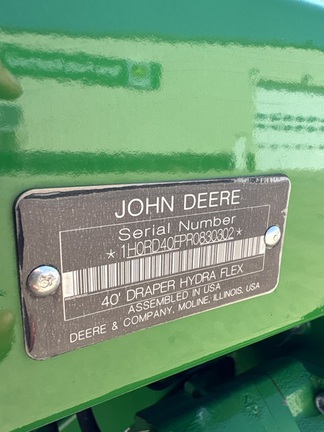 JOHN DEERE
Serial Number
*1H0RD40FPR0830302*
40' DRAPER HYDRA FLEX
ASSEMBLED IN USA
DEERE & COMPANY, MOLINE, ILLINOIS, USA